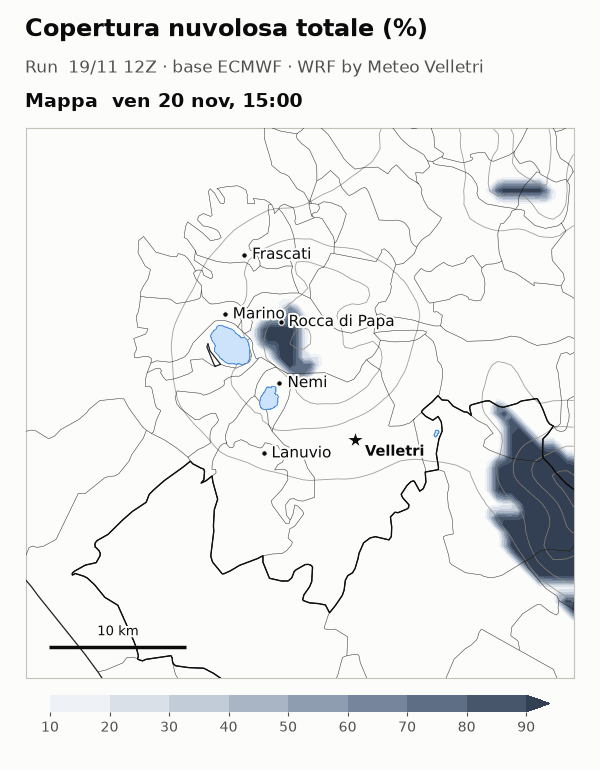 Copertura nuvolosa totale (%)
Run  19/11 12Z · base ECMWF · WRF by Meteo Velletri
Mappa  ven 20 nov, 15:00
Frascati
Marino
Rocca di Papa
Nemi
Velletri
Lanuvio
10 km
10 20 30 40 50 60 70 80 90